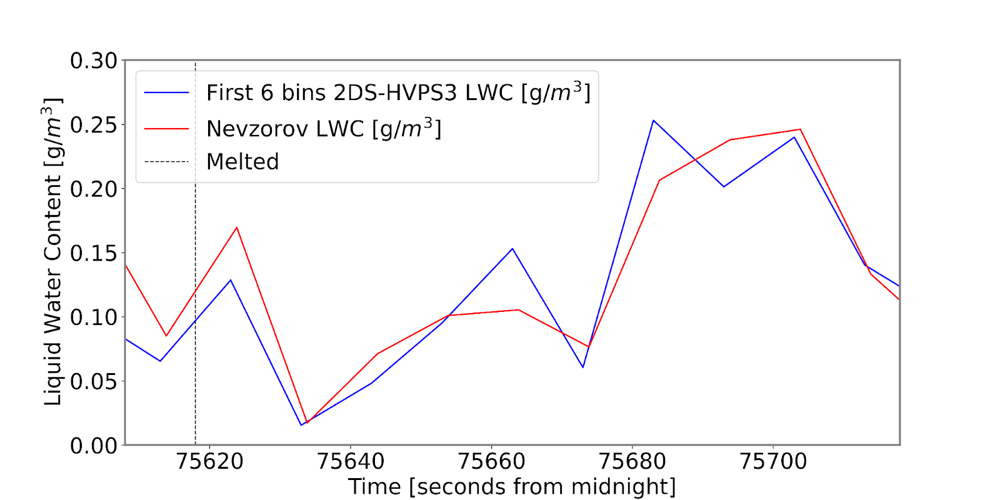 0.30
0.25
0.20
0.15
0.10
0.05
0.00
Liquid Water Content [g/m³]
First 6 bins 2DS-HVPS3 LWC [g/m³]
Nevzorov LWC [g/m³]
Melted
75620 75640 75660 75680 75700
Time [seconds from midnight]